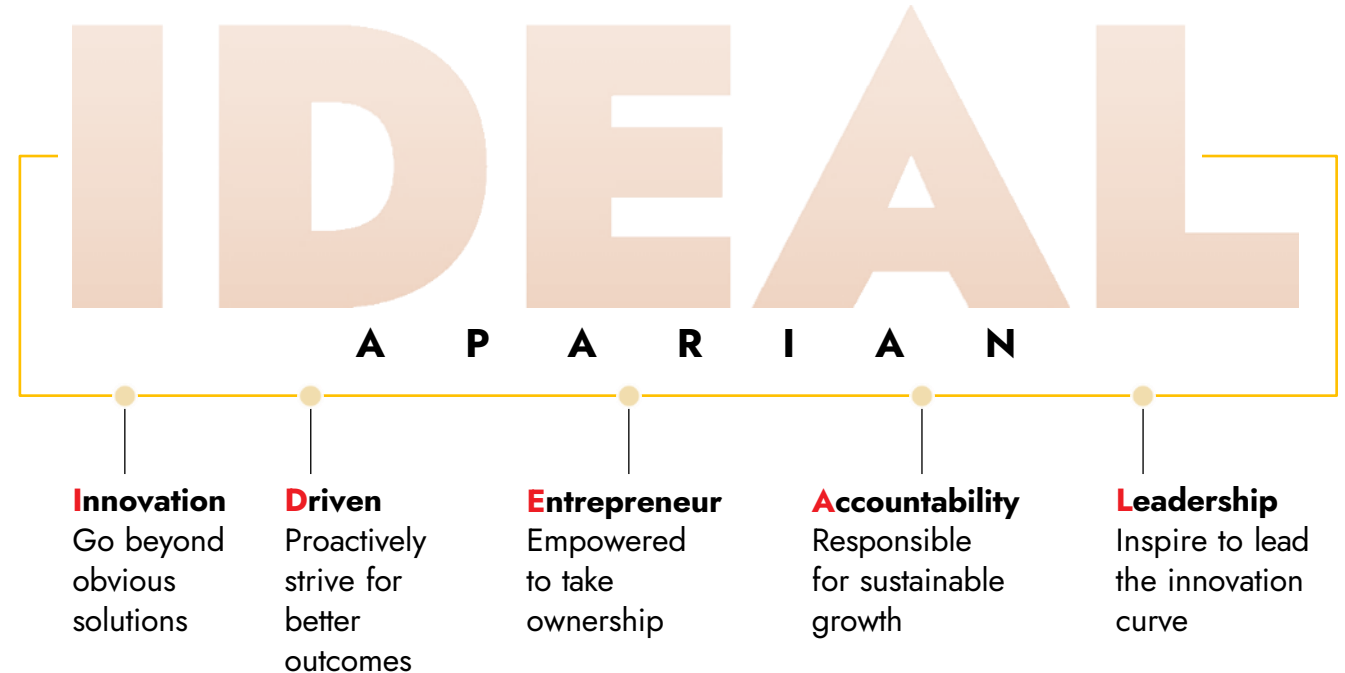 IDEAL
APARIAN
Innovation
Go beyond
obvious
solutions
Driven
Proactively
strive for
better
outcomes
Entrepreneur
Empowered
to take
ownership
Accountability
Responsible
for sustainable
growth
Leadership
Inspire to lead
the innovation
curve